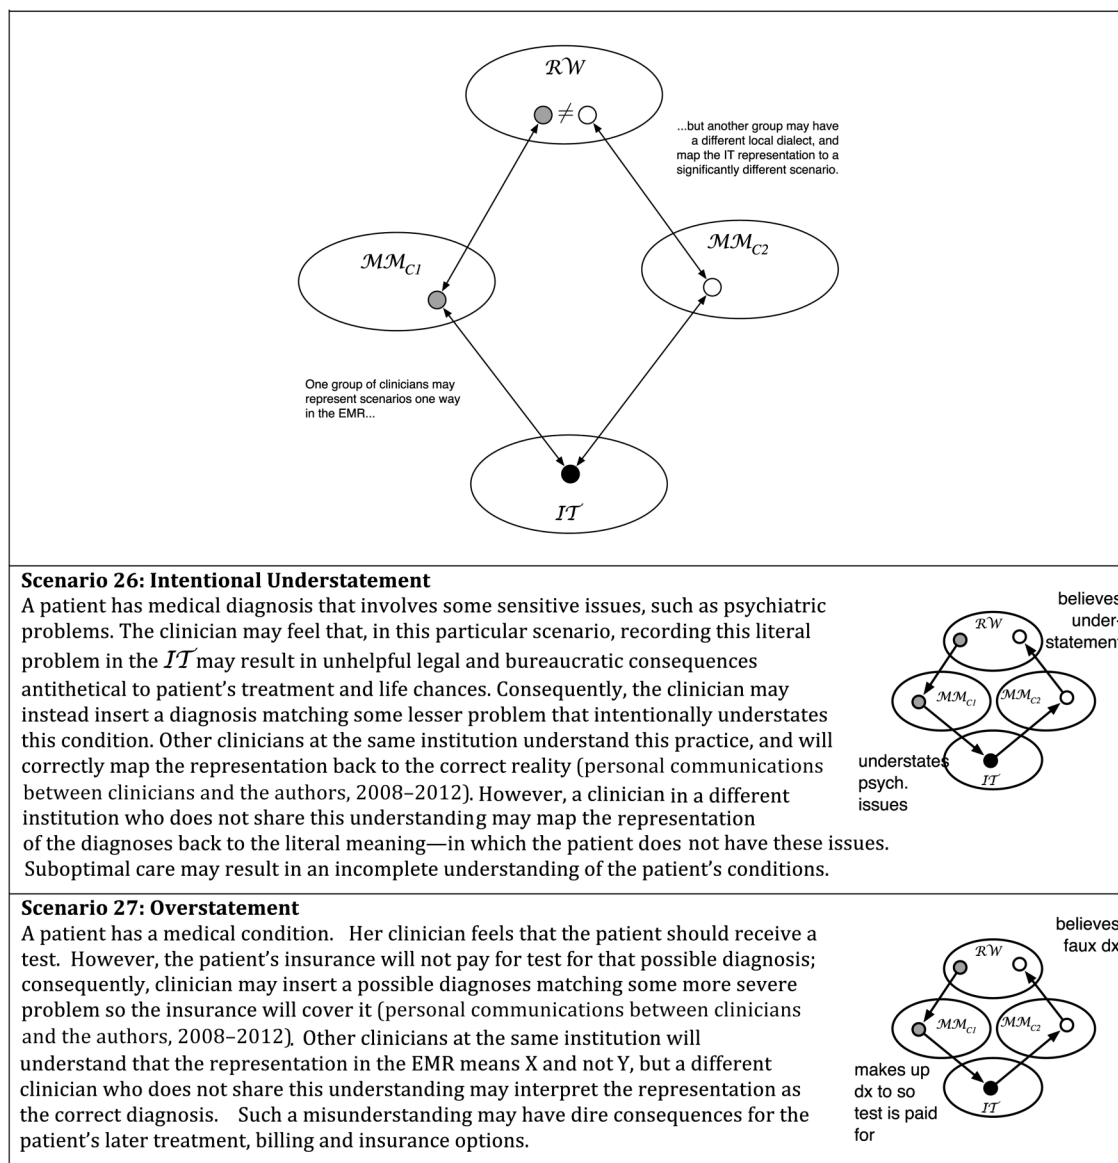 RW
≠
...but another group may have
a different local dialect, and
map the IT representation to a
significantly different scenario.
MM_C1
MM_C2
One group of clinicians may
represent scenarios one way
in the EMR...
IT
Scenario 26: Intentional Understatement
A patient has medical diagnosis that involves some sensitive issues, such as psychiatric
problems. The clinician may feel that, in this particular scenario, recording this literal
problem in the IT may result in unhelpful legal and bureaucratic consequences
antithetical to patient's treatment and life chances. Consequently, the clinician may
instead insert a diagnosis matching some lesser problem that intentionally understates
this condition. Other clinicians at the same institution understand this practice, and will
correctly map the representation back to the correct reality (personal communications
between clinicians and the authors, 2008–2012). However, a clinician in a different
institution who does not share this understanding may map the representation
of the diagnoses back to the literal meaning—in which the patient does not have these issues.
Suboptimal care may result in an incomplete understanding of the patient's conditions.
believes
under-
statement
RW
MM_C1
MM_C2
understates
psych.
issues
IT
Scenario 27: Overstatement
A patient has a medical condition. Her clinician feels that the patient should receive a
test. However, the patient's insurance will not pay for test for that possible diagnosis;
consequently, clinician may insert a possible diagnoses matching some more severe
problem so the insurance will cover it (personal communications between clinicians
and the authors, 2008–2012). Other clinicians at the same institution will
understand that the representation in the EMR means X and not Y, but a different
clinician who does not share this understanding may interpret the representation as
the correct diagnosis. Such a misunderstanding may have dire consequences for the
patient's later treatment, billing and insurance options.
believes
faux dx
RW
MM_C1
MM_C2
makes up
dx to so
test is paid
for
IT